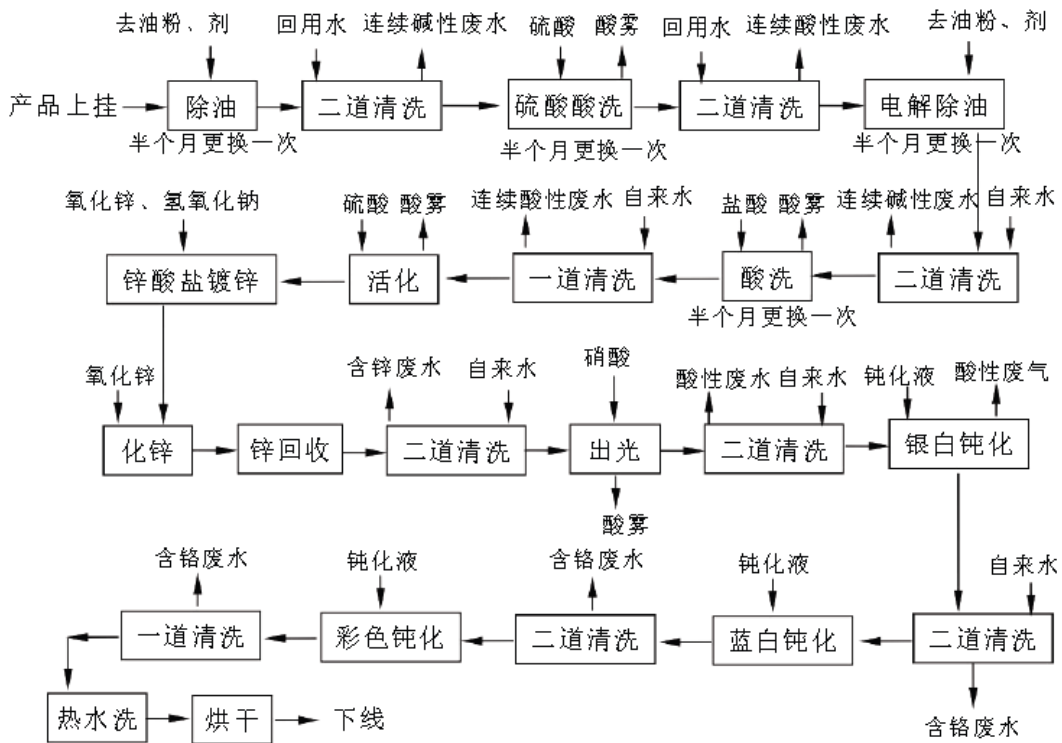 去油粉、剂
回用水
连续碱性废水
硫酸
酸雾
回用水
连续酸性废水
去油粉、剂
产品上挂
除油
二道清洗
硫酸酸洗
二道清洗
电解除油
半个月更换一次
半个月更换一次
半个月更换一次
氧化锌、氢氧化钠
硫酸
酸雾
连续酸性废水
自来水
盐酸
酸雾
连续碱性废水
自来水
锌酸盐镀锌
活化
一道清洗
酸洗
二道清洗
半个月更换一次
氧化锌
含锌废水
自来水
硝酸
酸性废水
自来水
钝化液
酸性废气
化锌
锌回收
二道清洗
出光
二道清洗
银白钝化
酸雾
含铬废水
钝化液
含铬废水
钝化液
自来水
一道清洗
彩色钝化
二道清洗
蓝白钝化
二道清洗
热水洗
烘干
下线
含铬废水